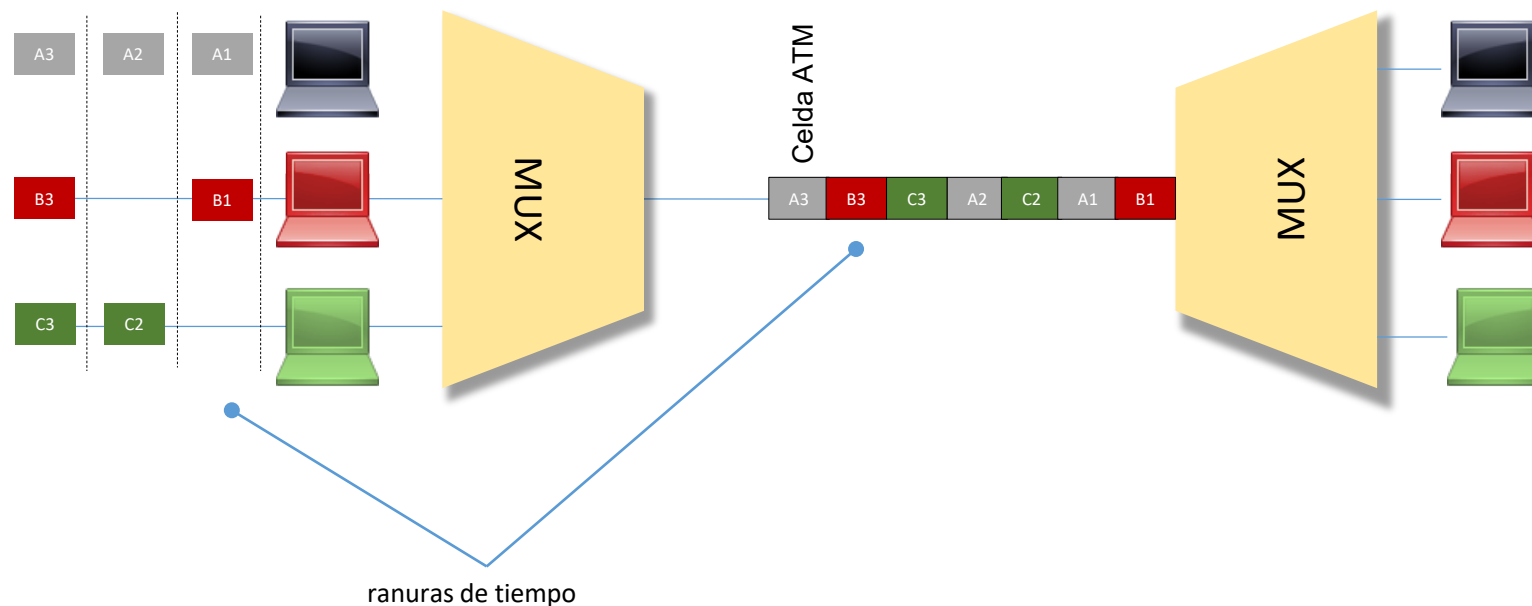 A3 A2 A1
Celda ATM
B3 B1
MUX
A3 B3 C3 A2 C2 A1 B1
MUX
C3 C2
ranuras de tiempo